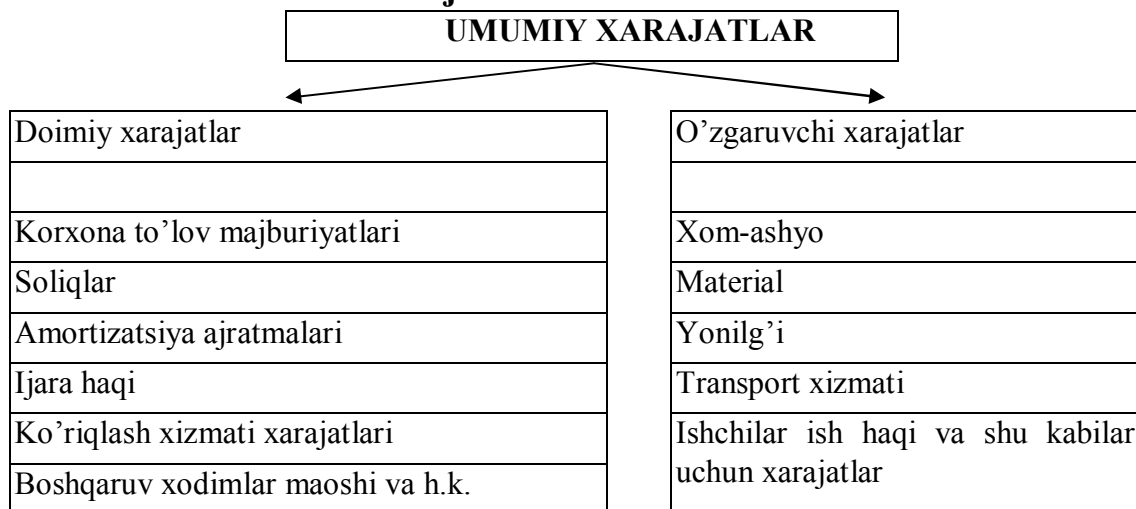 UMUMIY XARAJATLAR
Doimiy xarajatlar
Korxona to’lov majburiyatlari
Soliqlar
Amortizatsiya ajratmalari
Ijara haqi
Ko’riqlash xizmati xarajatlari
Boshqaruv xodimlar maoshi va h.k.
O’zgaruvchi xarajatlar
Xom-ashyo
Material
Yonilg’i
Transport xizmati
Ishchilar ish haqi va shu kabilar
uchun xarajatlar